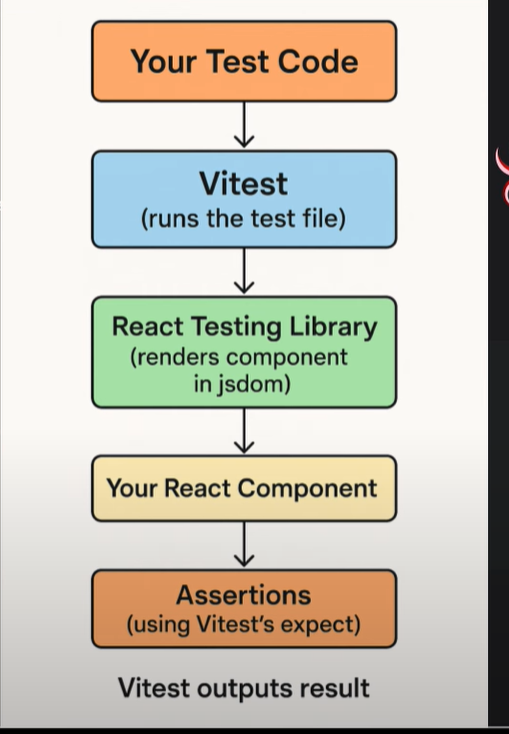 Your Test Code
Vitest
(runs the test file)
React Testing Library
(renders component
in jsdom)
Your React Component
Assertions
(using Vitest's expect)
Vitest outputs result